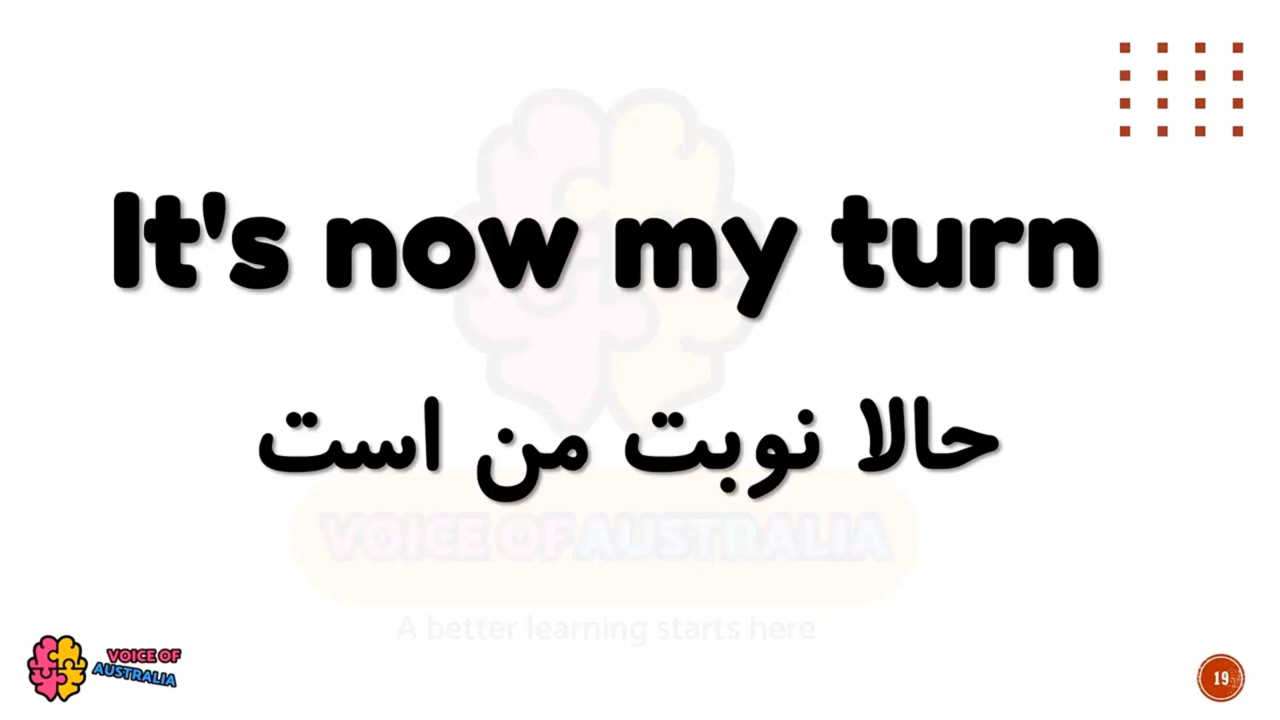 It's now my turn
حالا نوبت من است
VOICE OF AUSTRALIA
A better learning starts here
VOICE OF
AUSTRALIA
19